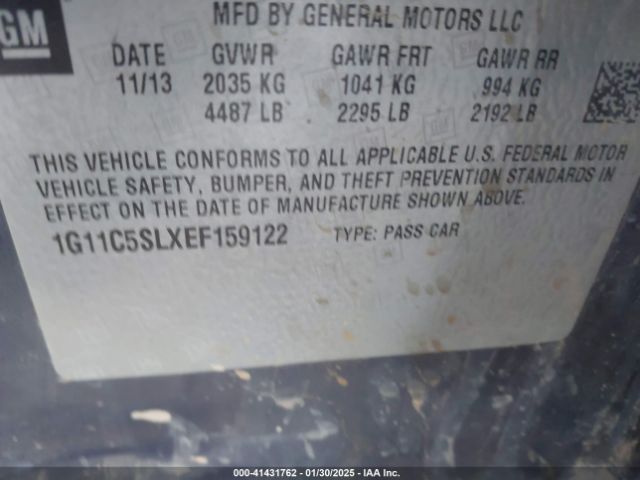 GM
MFD BY GENERAL MOTORS LLC
DATE GVWR GAWR FRT GAWR RR
11/13 2035 KG 1041 KG 994 KG
4487 LB 2295 LB 2192 LB
THIS VEHICLE CONFORMS TO ALL APPLICABLE U.S. FEDERAL MOTOR
VEHICLE SAFETY, BUMPER, AND THEFT PREVENTION STANDARDS IN
EFFECT ON THE DATE OF MANUFACTURE SHOWN ABOVE.
1G11C5SLXEF159122 TYPE: PASS CAR
000-41431762 - 01/30/2025 - IAA Inc.